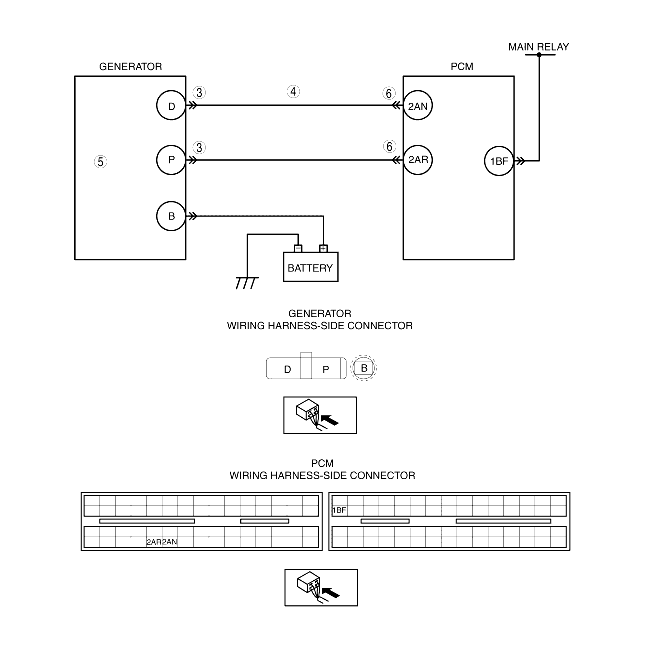 MAIN RELAY
GENERATOR
PCM
D
3
4
6
2AN
5
P
3
6
2AR
1BF
B
BATTERY
GENERATOR
WIRING HARNESS-SIDE CONNECTOR
D P B
PCM
WIRING HARNESS-SIDE CONNECTOR
1BF
2AR2AN